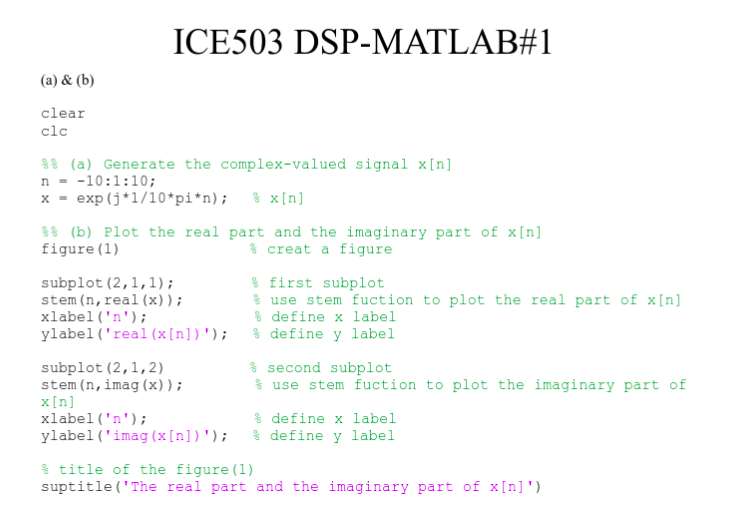 ICE503 DSP-MATLAB#1
(a) & (b)
clear
clc
%% (a) Generate the complex-valued signal x[n]
n = -10:1:10;
x = exp(j*1/10*pi*n);   % x[n]
%% (b) Plot the real part and the imaginary part of x[n]
figure(1)               % creat a figure
subplot(2,1,1);         % first subplot
stem(n,real(x));        % use stem fuction to plot the real part of x[n]
xlabel('n');            % define x label
ylabel('real(x[n])');   % define y label
subplot(2,1,2)          % second subplot
stem(n,imag(x));        % use stem fuction to plot the imaginary part of
x[n]
xlabel('n');            % define x label
ylabel('imag(x[n])');   % define y label
% title of the figure(1)
suptitle('The real part and the imaginary part of x[n]')